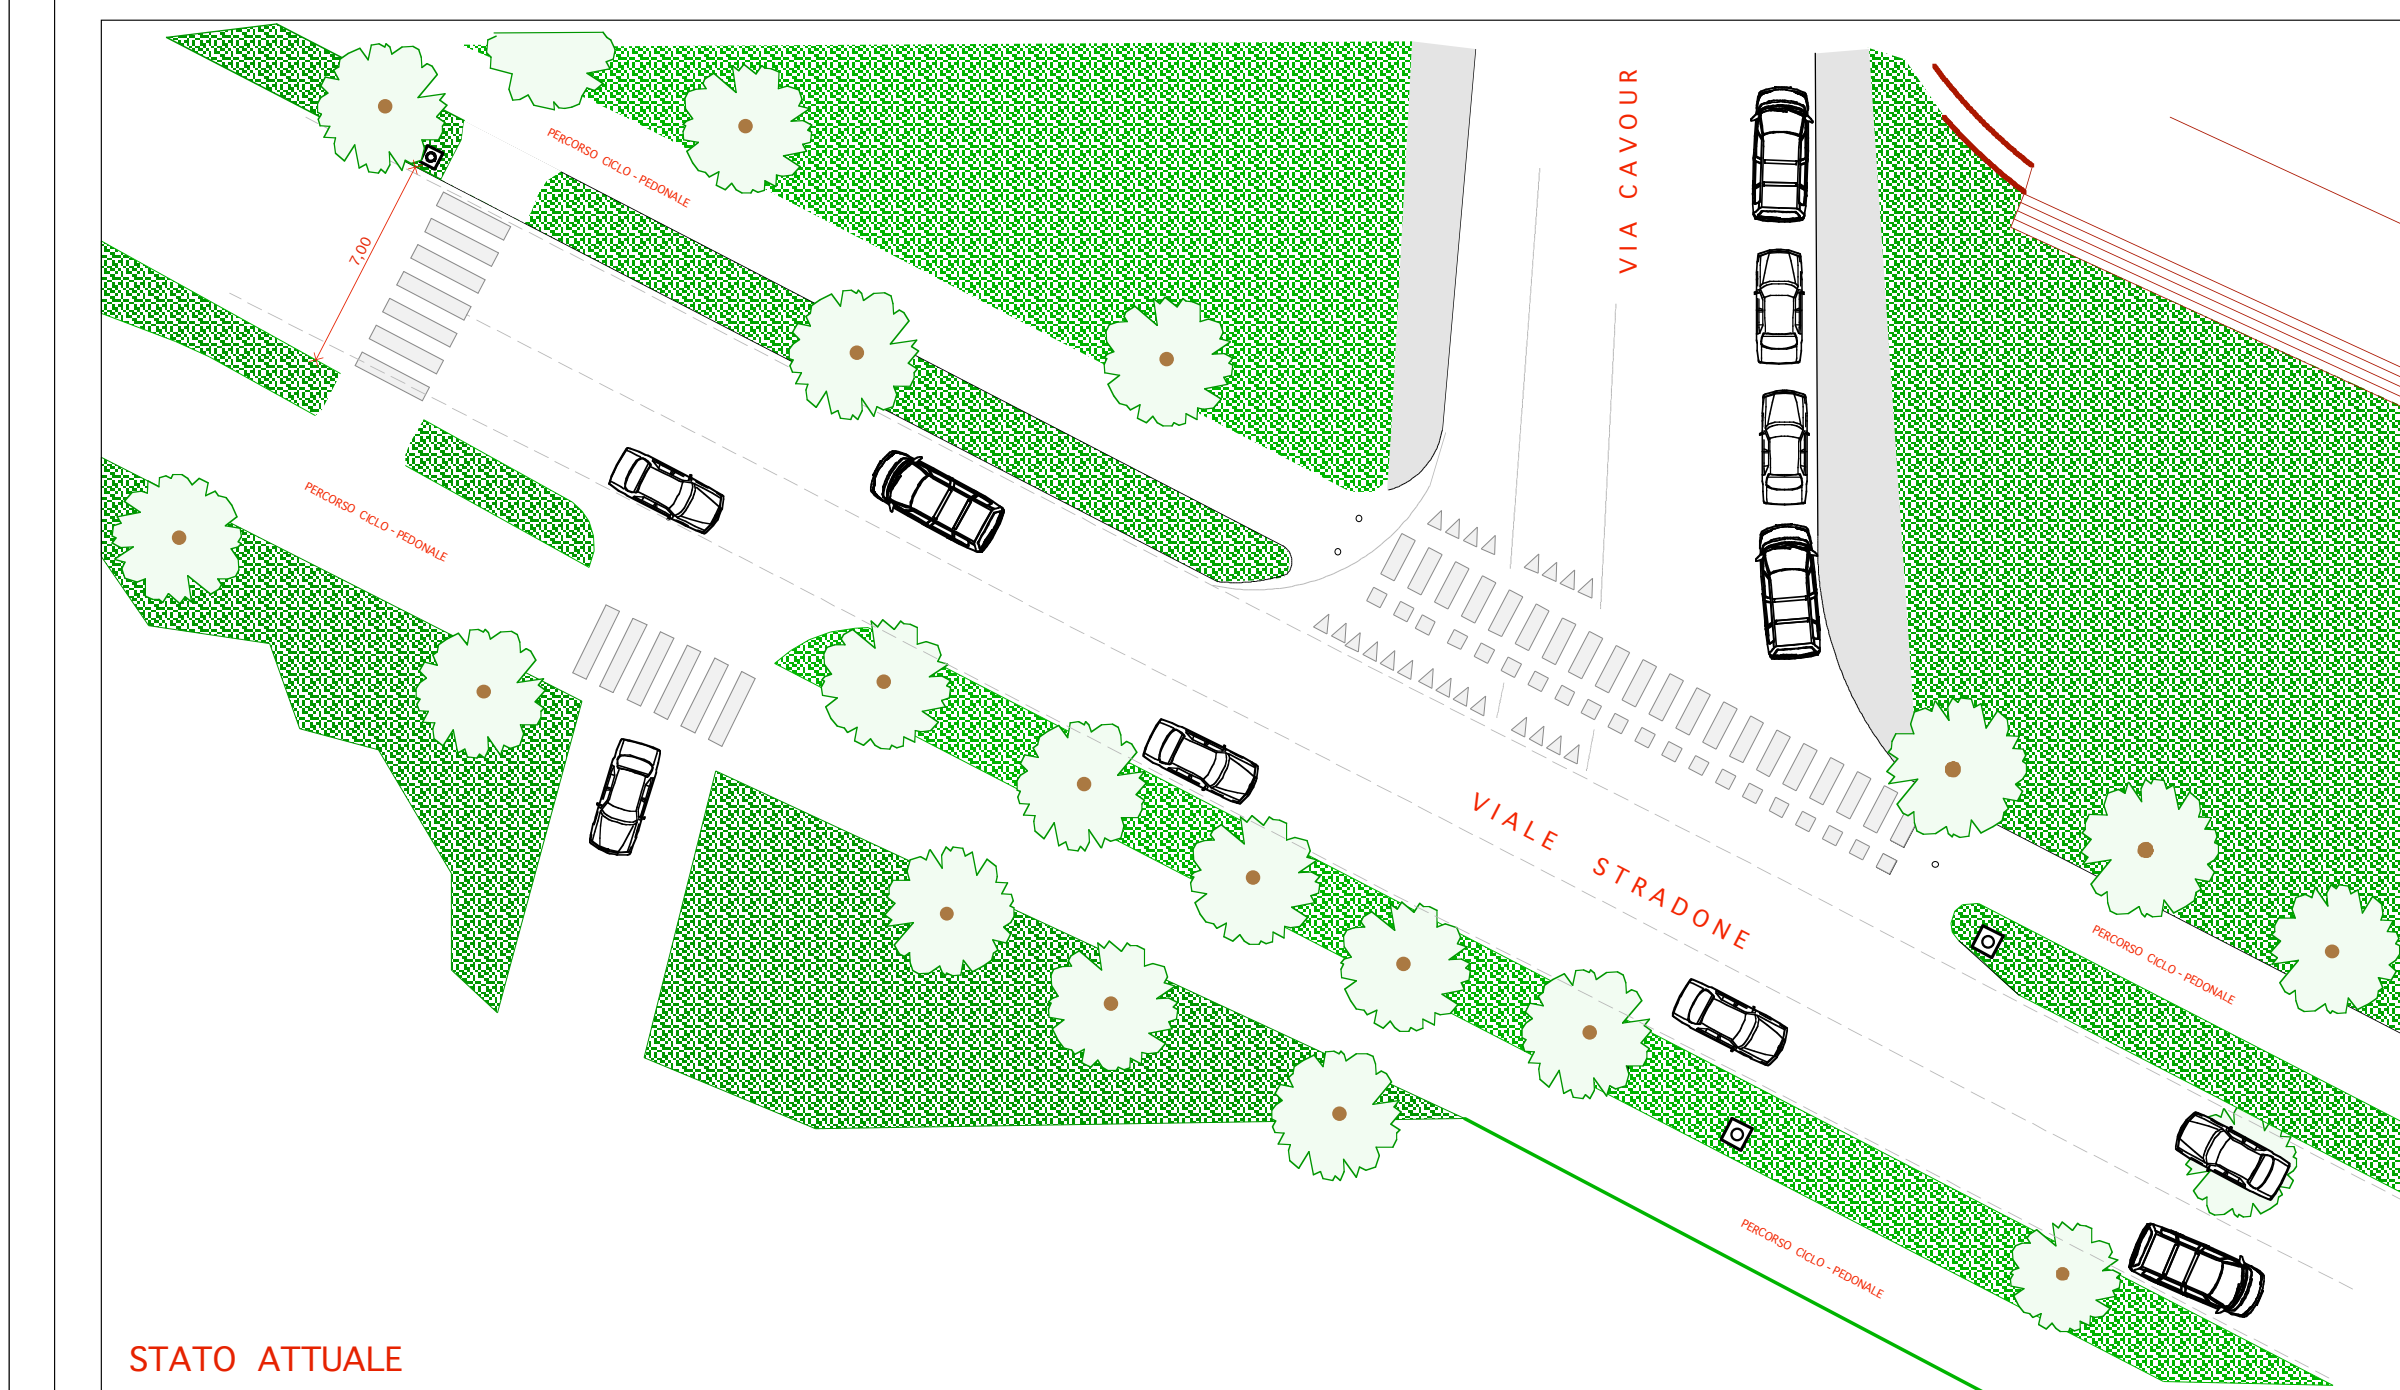 VIA CAVOUR
PERCORSO CICLO - PEDONALE
7,00
PERCORSO CICLO - PEDONALE
VIALE STRADONE
PERCORSO CICLO - PEDONALE
PERCORSO CICLO - PEDONALE
STATO ATTUALE